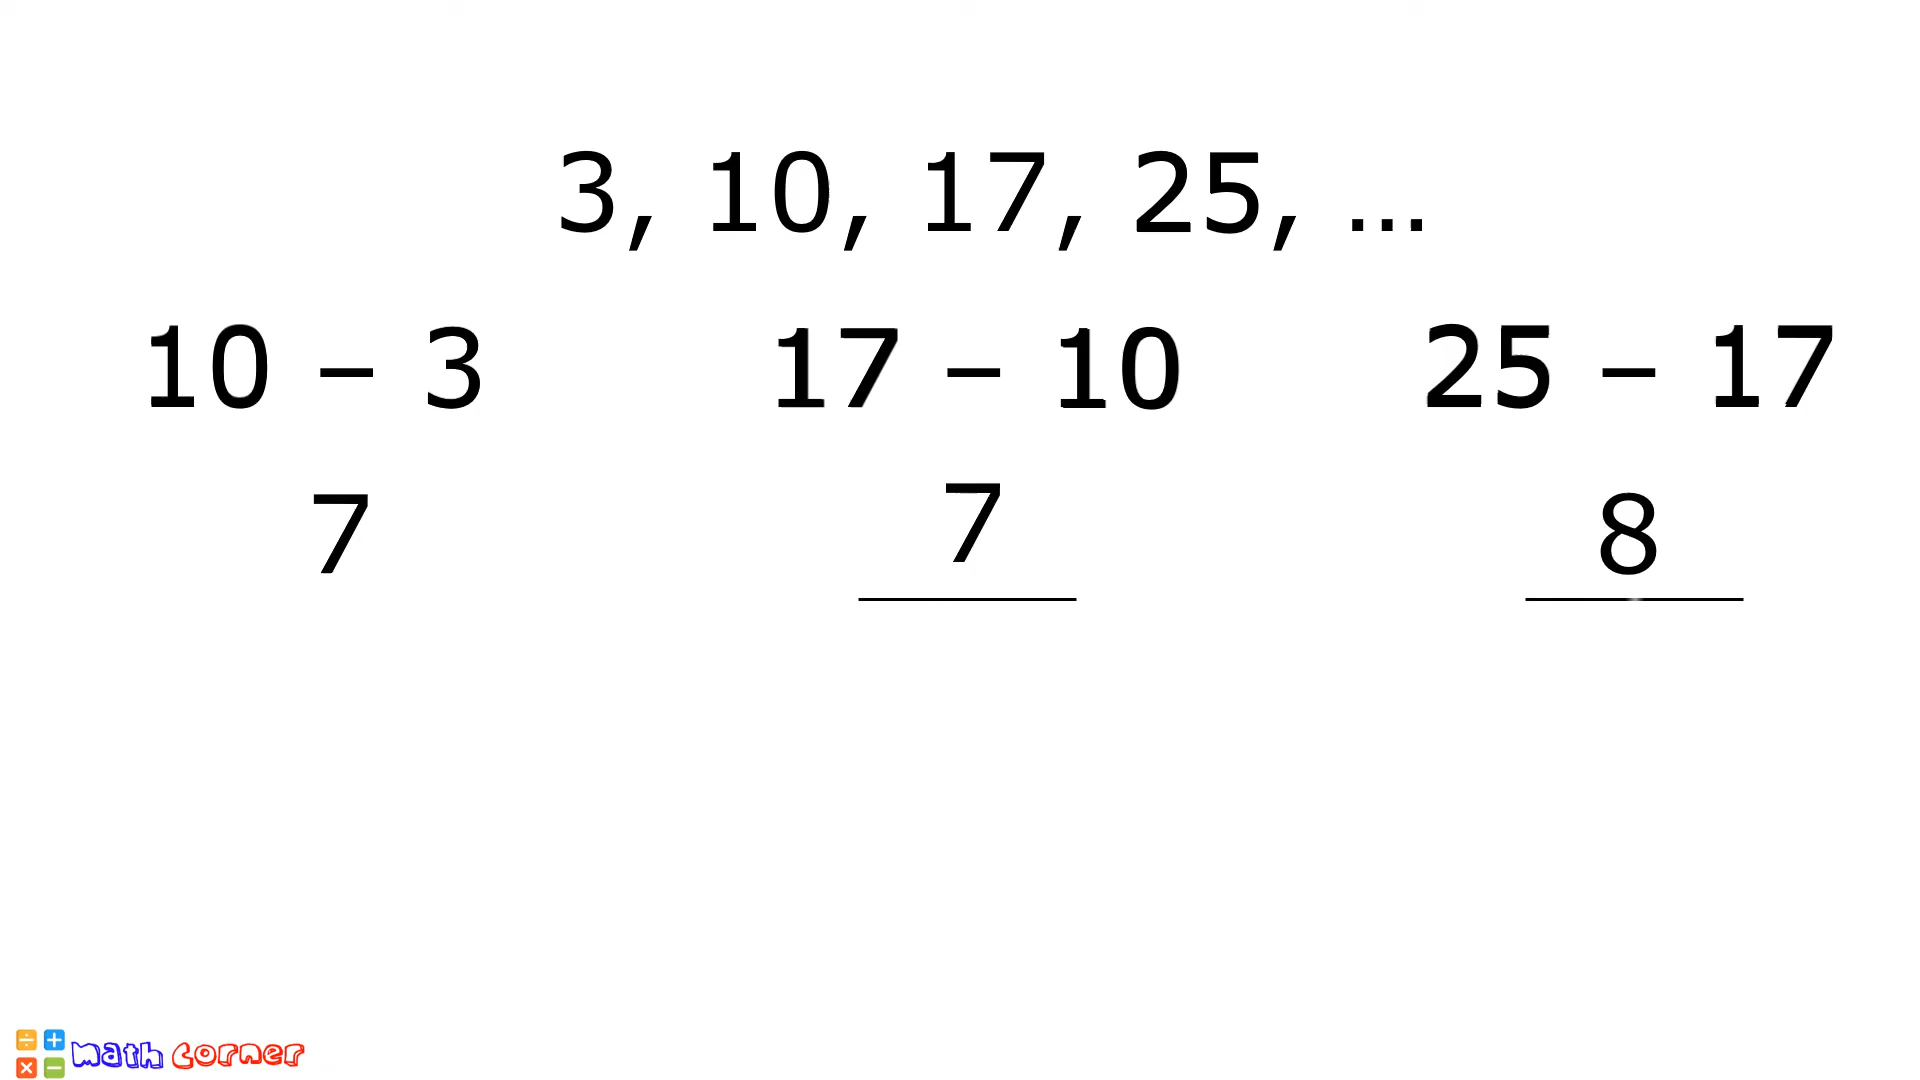 3, 10, 17, 25, ...
10 – 3
17 – 10
25 – 17
7
7
8
math corner